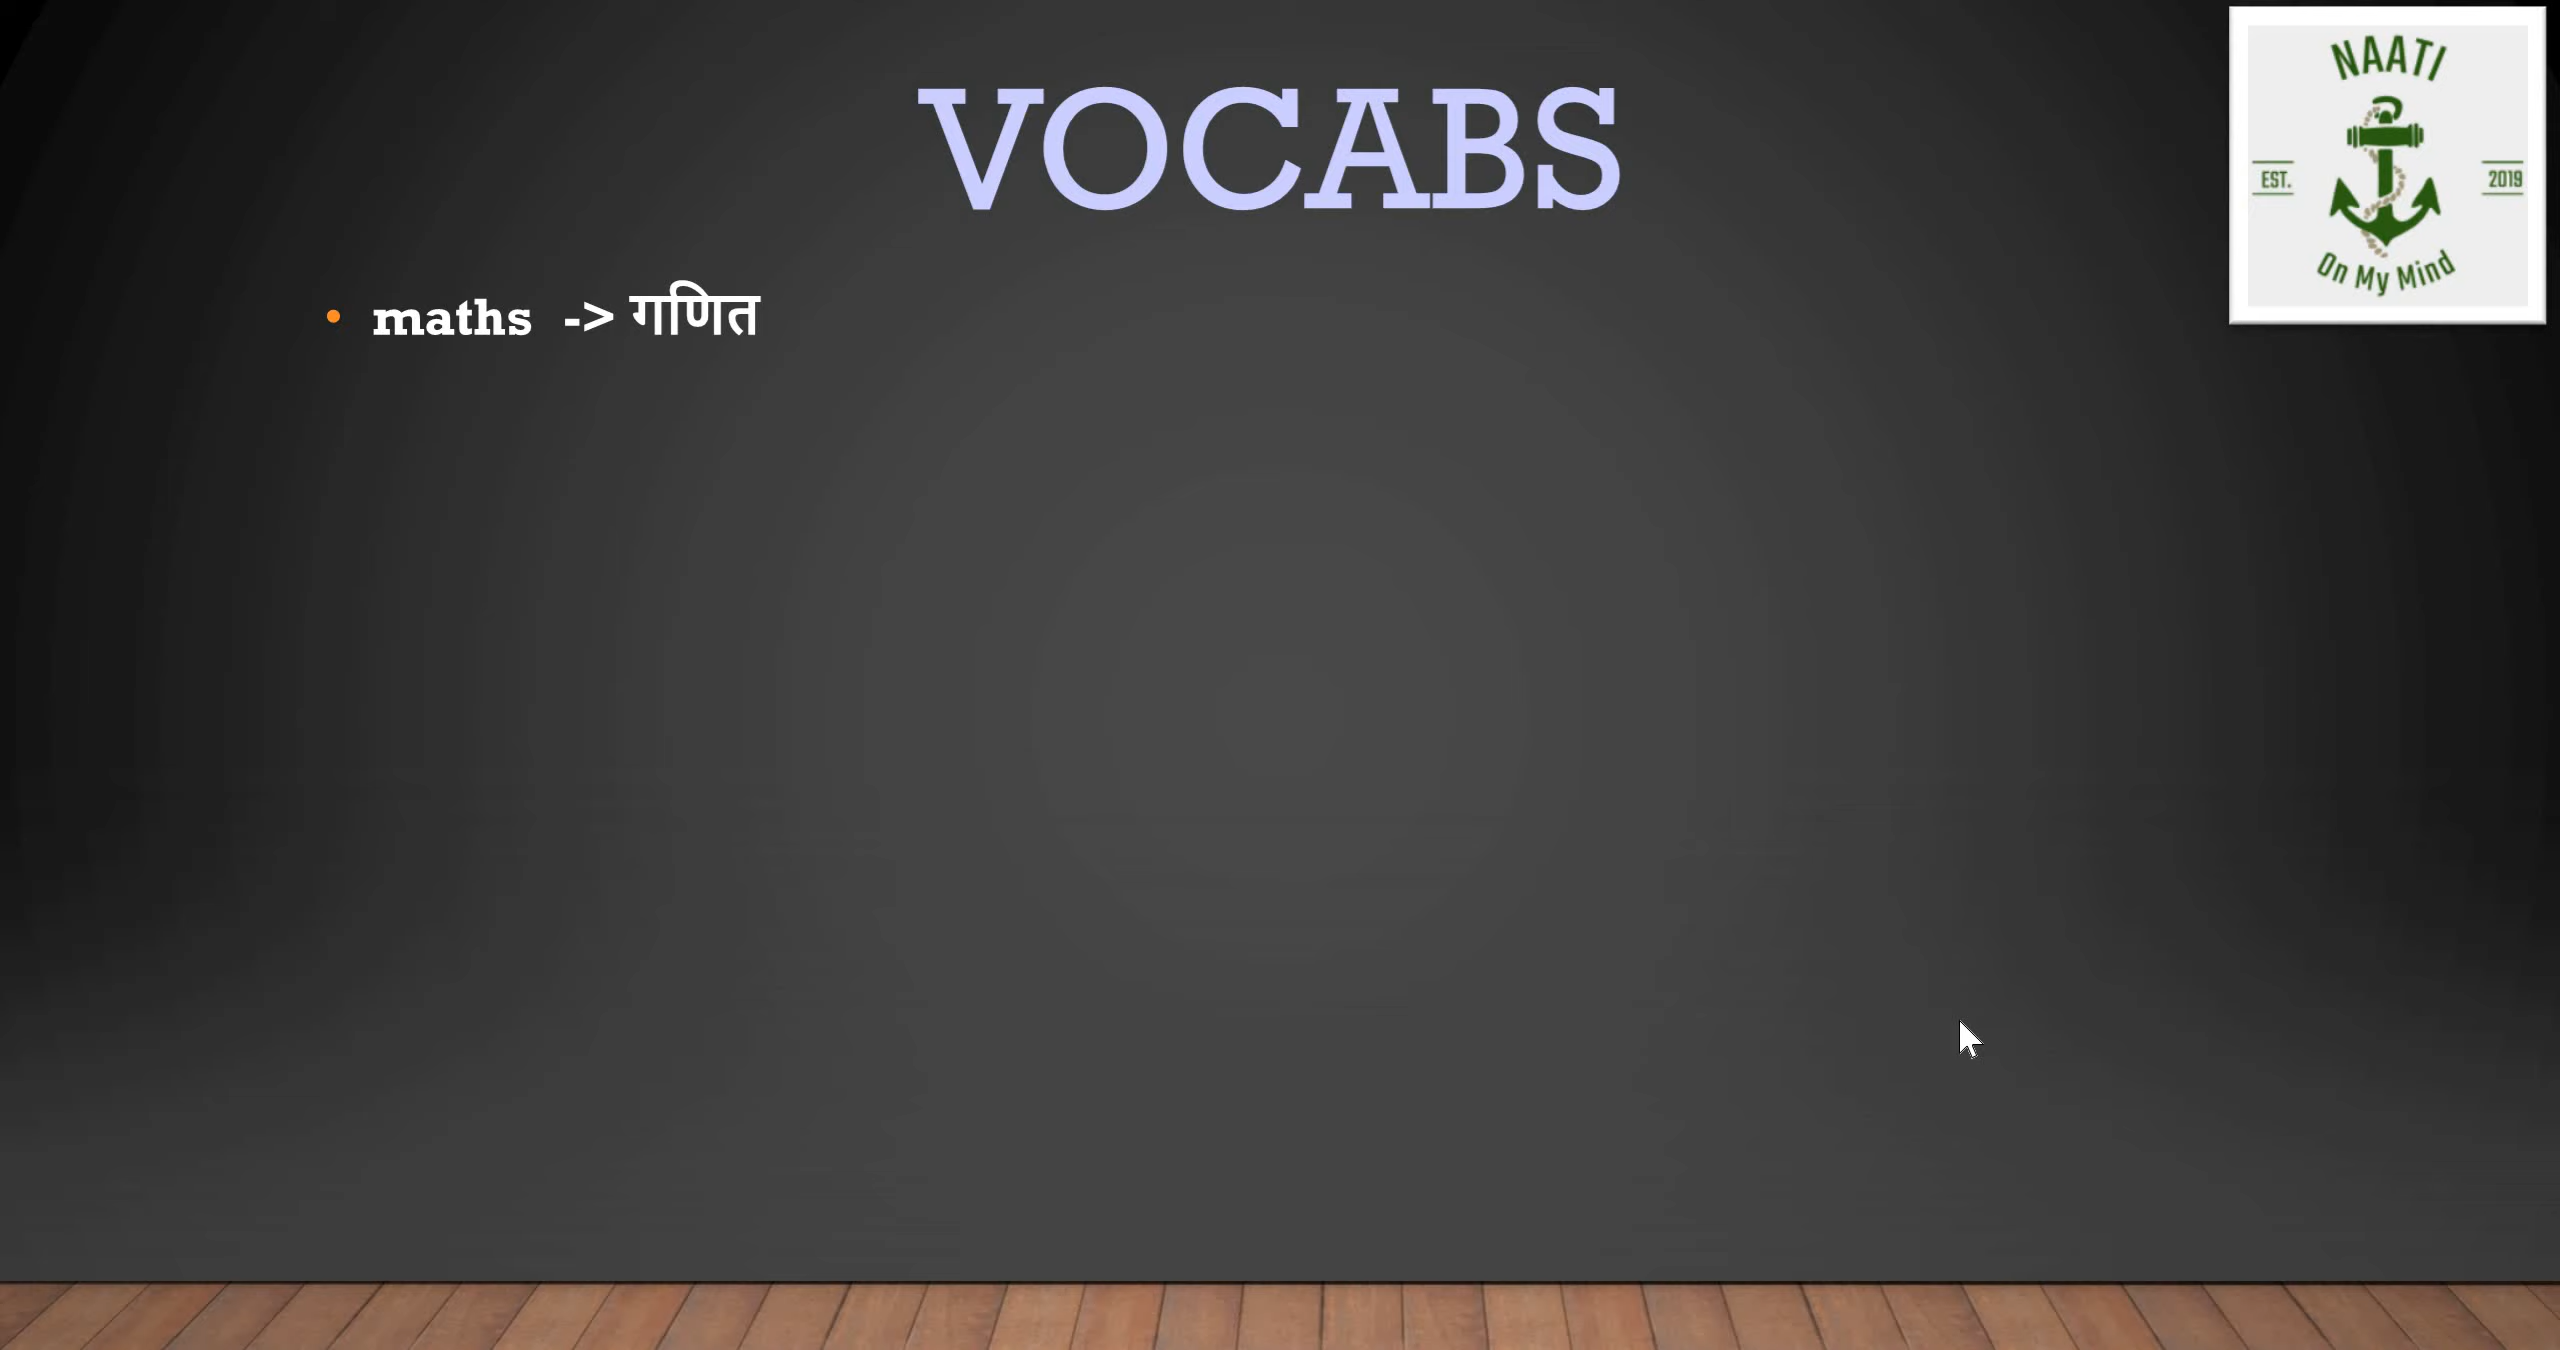 VOCABS
NAATI
EST. 2019
On My Mind
• maths -> गणित